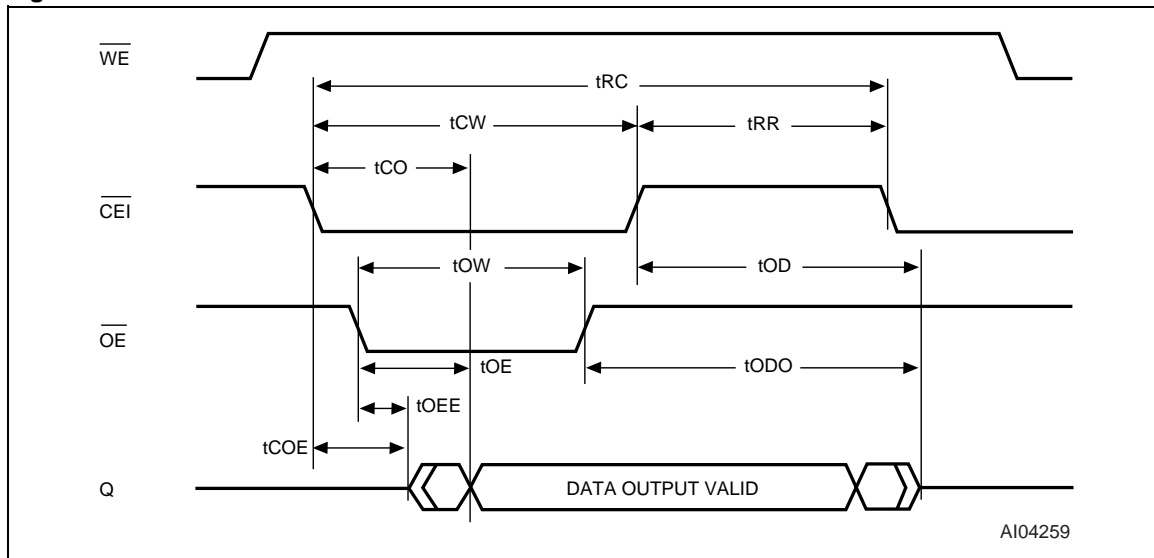 WE
tRC
tCW
tRR
tCO
CEI
tOW
tOD
OE
tOE
tODO
tOEE
tCOE
Q
DATA OUTPUT VALID
AI04259